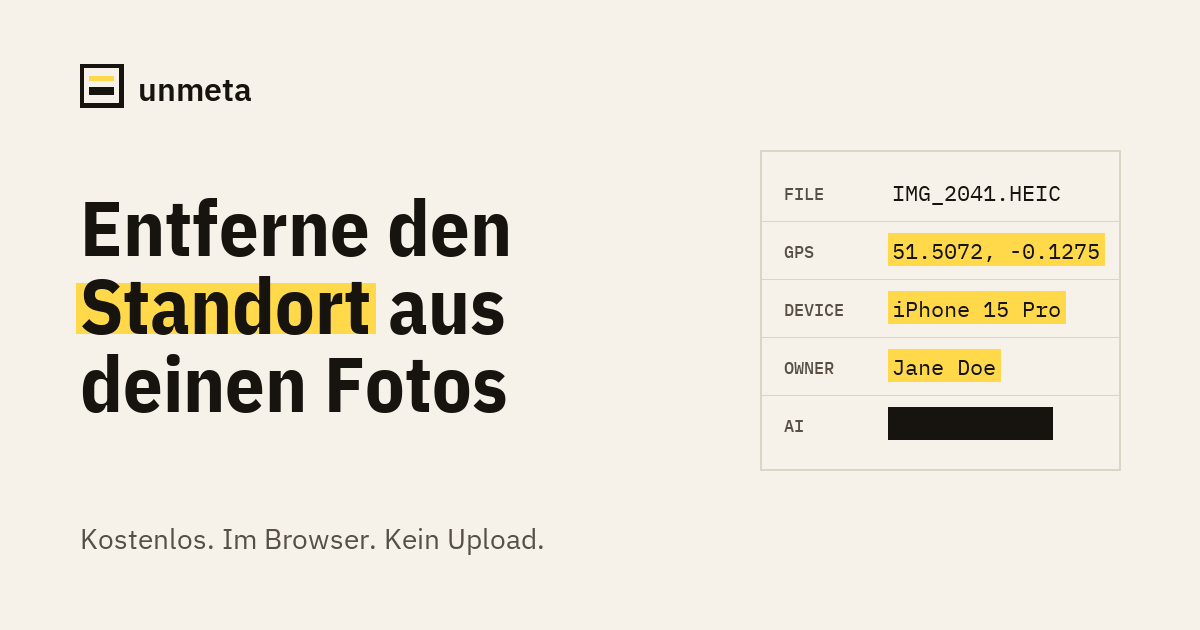 unmeta
Entferne den
Standort aus
deinen Fotos
Kostenlos. Im Browser. Kein Upload.
FILE IMG_2041.HEIC
GPS 51.5072, -0.1275
DEVICE iPhone 15 Pro
OWNER Jane Doe
AI